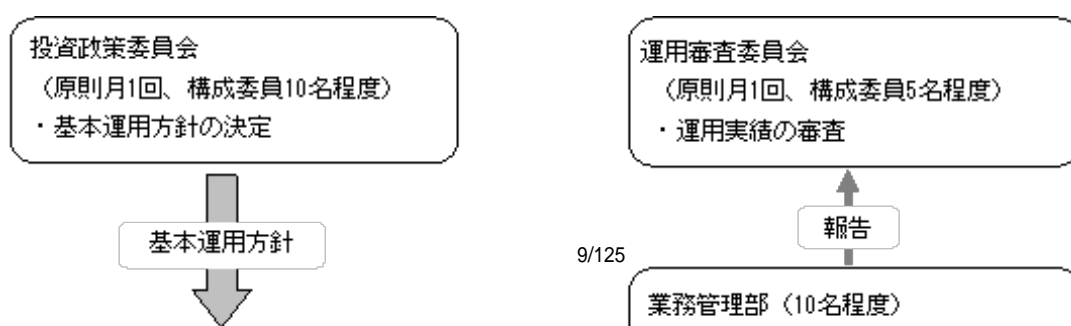 投資政策委員会
（原則月1回、構成委員10名程度）
・基本運用方針の決定
基本運用方針
運用審査委員会
（原則月1回、構成委員5名程度）
・運用実績の審査
報告
9/125
業務管理部（10名程度）